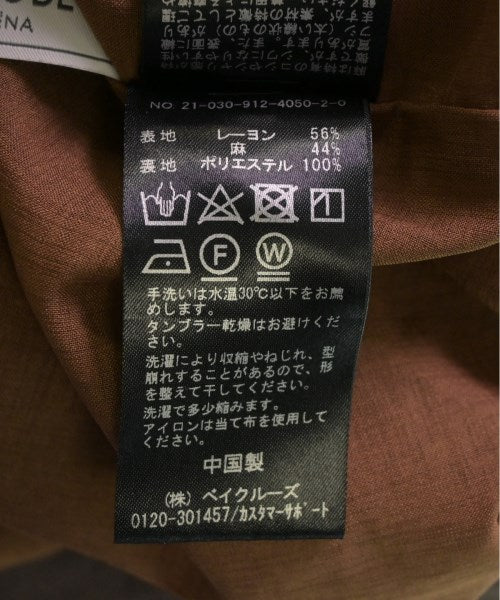 ËNA
NO. 21-030-912-4050-2-0
表地 レーヨン 56%
麻 44%
裏地 ポリエステル 100%
F W
手洗いは水温30℃以下をお薦
めします。
タンブラー乾燥はお避けくだ
さい。
洗濯により収縮やねじれ、型
崩れすることがあるので、形
を整えて干してください。
洗濯で多少縮みます。
アイロンは当て布を使用して
ください。
中国製
(株) ベイクルーズ
0120-301457/カスタマーサポート